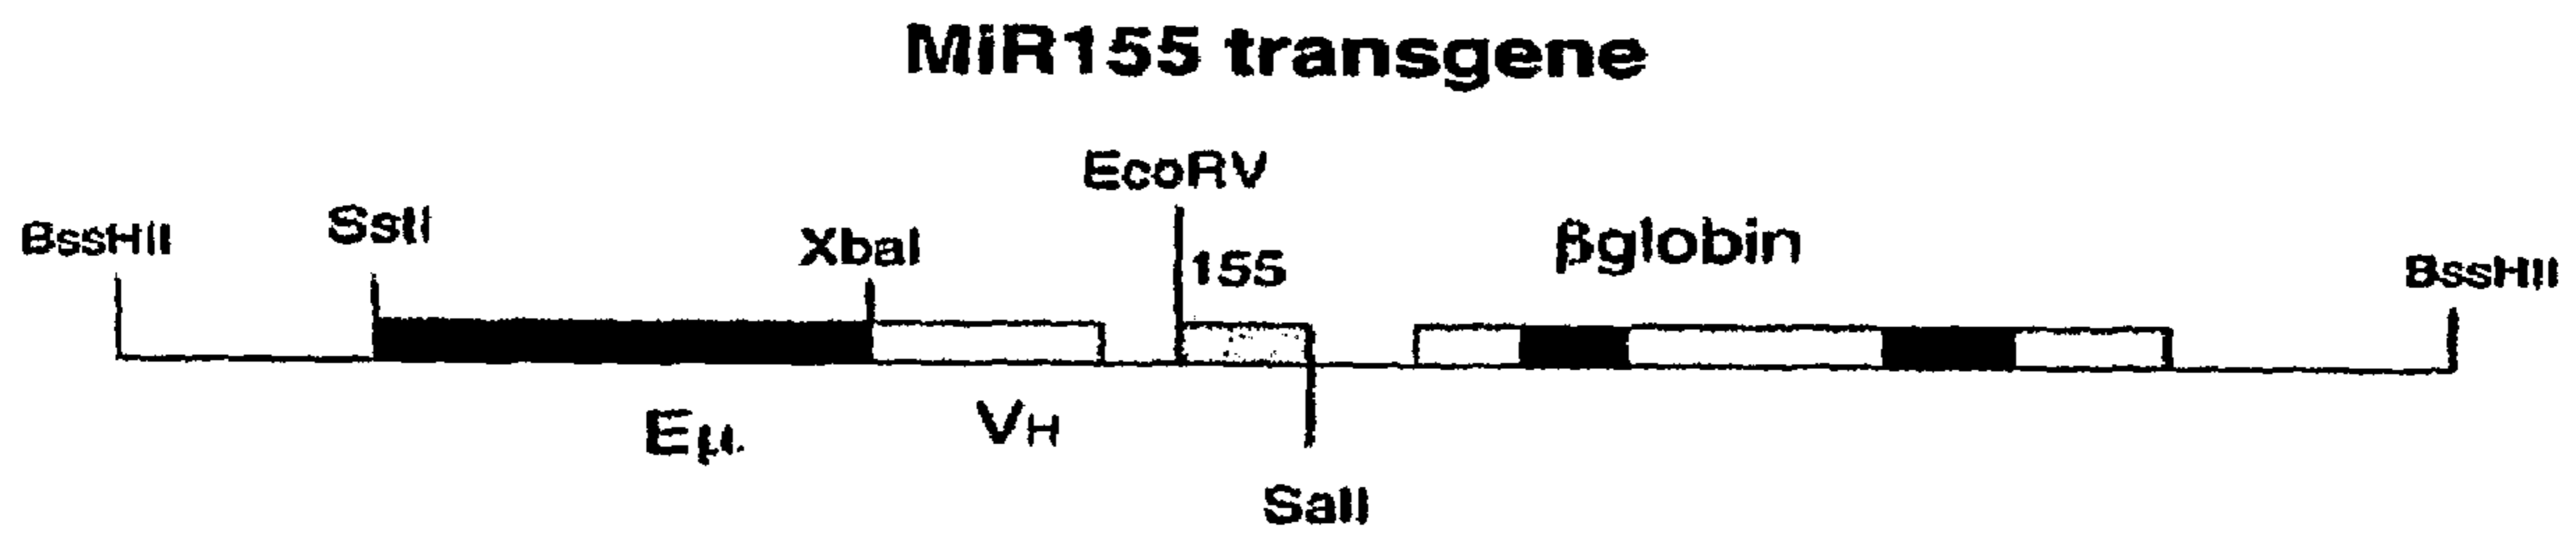 MiR155 transgene
EcoRV
BssHII
SstI
XbaI
155
βglobin
BssHII
Eμ
VH
SalI